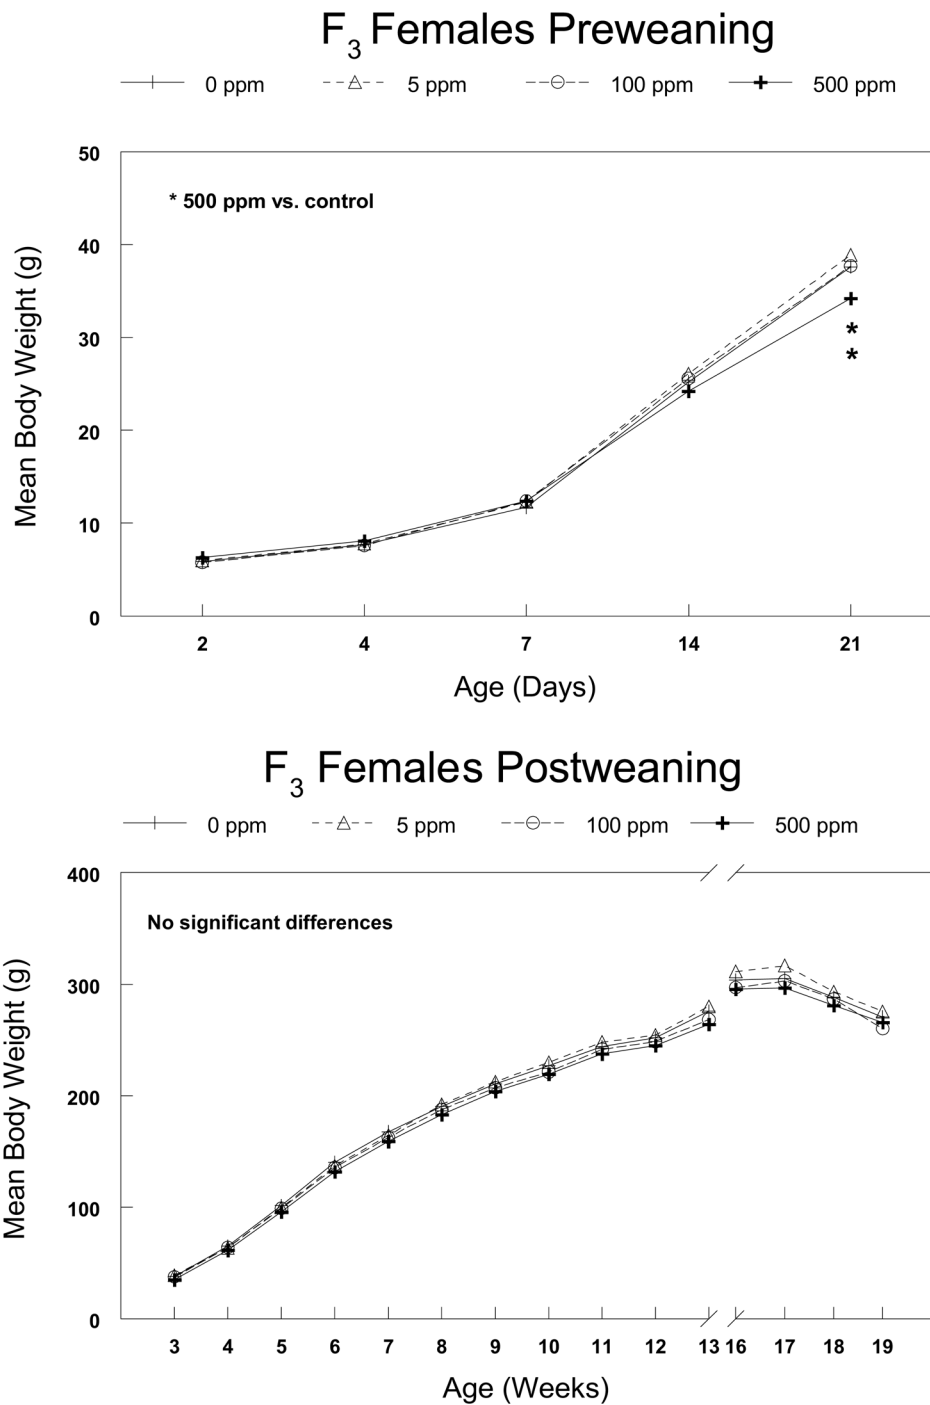 F3 Females Preweaning
0 ppm 5 ppm 100 ppm 500 ppm
50
* 500 ppm vs. control
40
30
*
*
20
10
0
Mean Body Weight (g)
2 4 7 14 21
Age (Days)
F3 Females Postweaning
0 ppm 5 ppm 100 ppm 500 ppm
400
No significant differences
300
200
100
0
Mean Body Weight (g)
3 4 5 6 7 8 9 10 11 12 13 16 17 18 19
Age (Weeks)